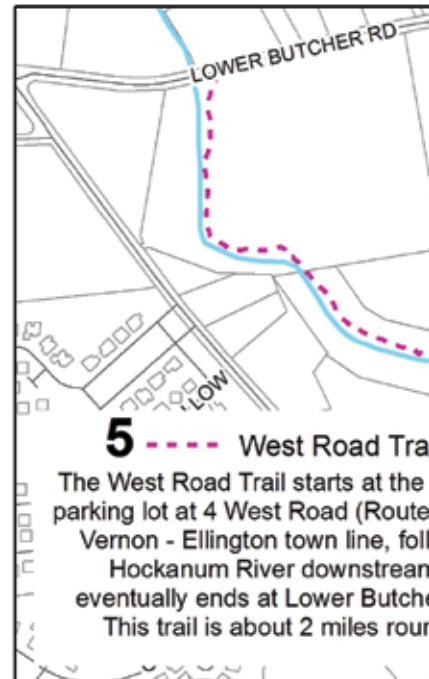 LOWER BUTCHER RD
LOW
5 ----- West Road Tra
The West Road Trail starts at the
parking lot at 4 West Road (Route
Vernon - Ellington town line, foll
Hockanum River downstream
eventually ends at Lower Butche
This trail is about 2 miles roun